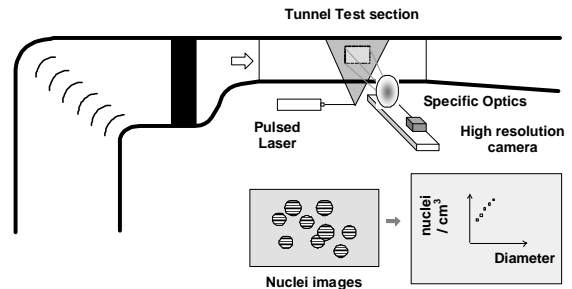 Tunnel Test section
Specific Optics
Pulsed
Laser
High resolution
camera
nuclei
/ cm3
Diameter
Nuclei images